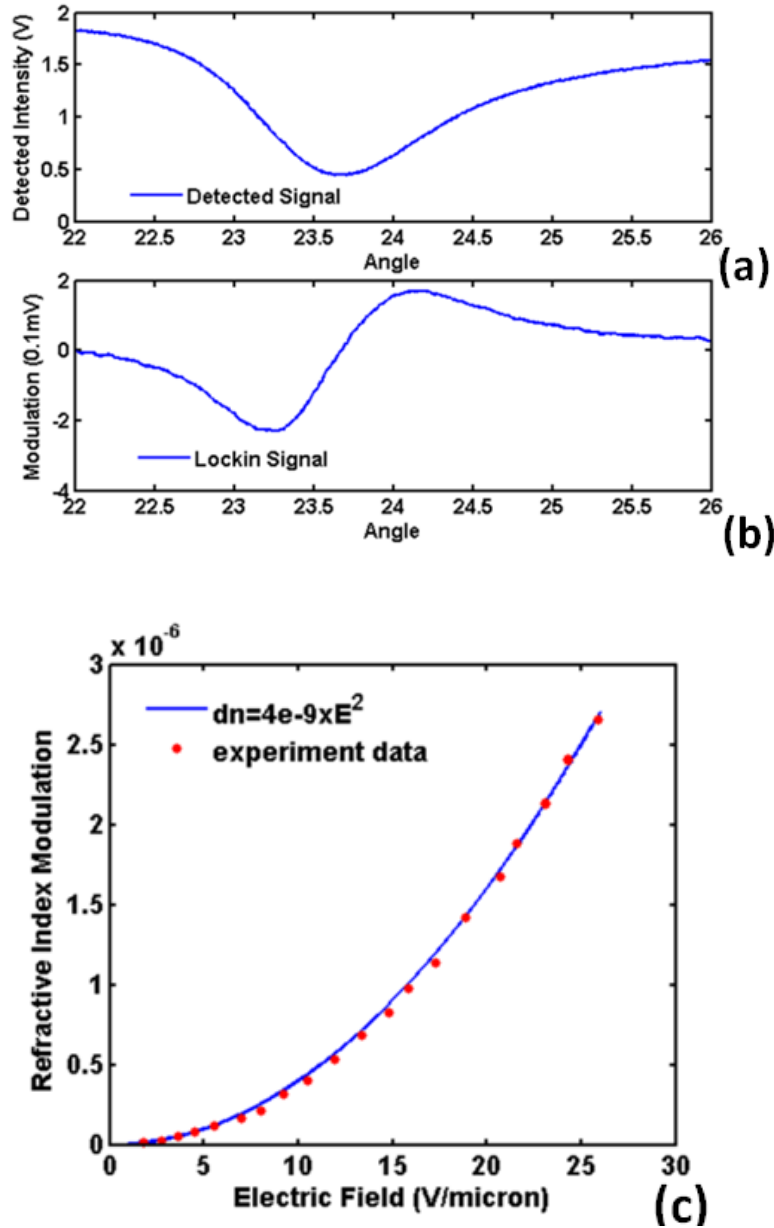 2
1.5
1
0.5
0
Detected Intensity (V)
Detected Signal
22 22.5 23 23.5 24 24.5 25 25.5 26
Angle
(a)
2
0
-2
-4
Modulation (0.1mV)
Lockin Signal
22 22.5 23 23.5 24 24.5 25 25.5 26
Angle
(b)
x 10^-6
3
2.5
2
1.5
1
0.5
0
Refractive Index Modulation
dn=4e-9xE^2
experiment data
0 5 10 15 20 25 30
Electric Field (V/micron)
(c)